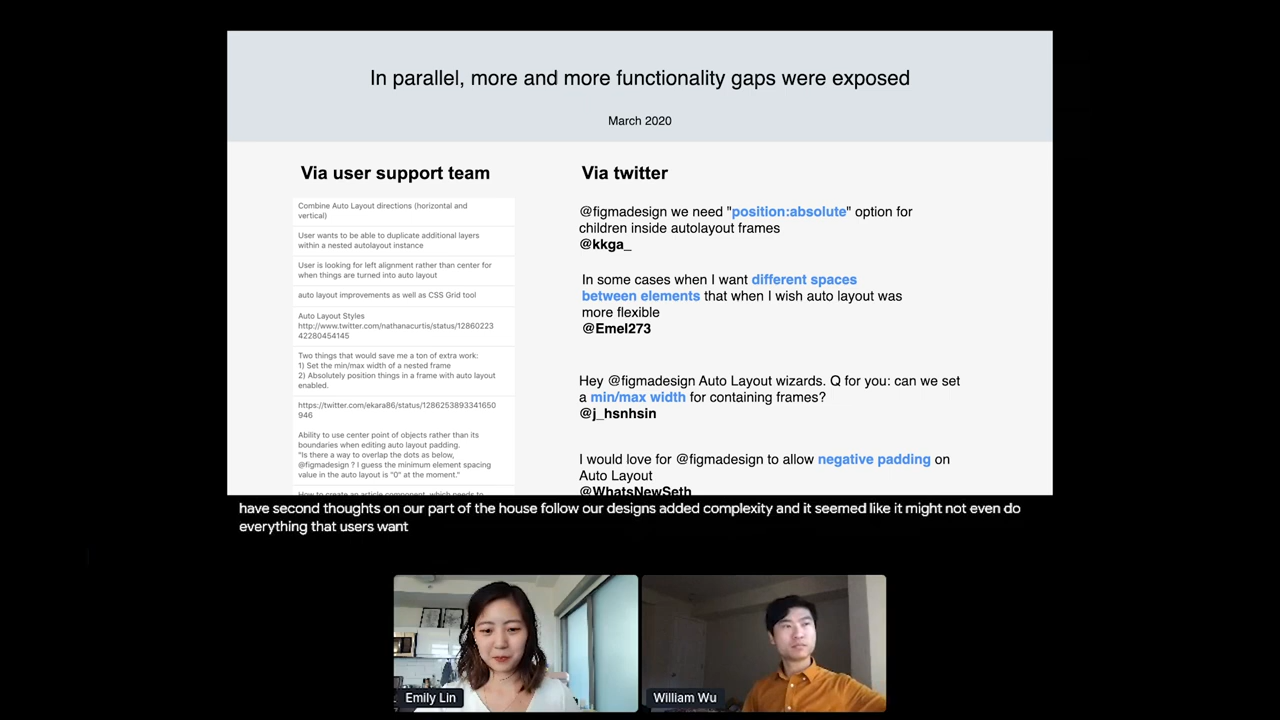 In parallel, more and more functionality gaps were exposed
March 2020
Via user support team
Combine Auto Layout directions (horizontal and
vertical)
User wants to be able to duplicate additional layers
within a nested autolayout instance
User is looking for left alignment rather than center for
when things are turned into auto layout
auto layout improvements as well as CSS Grid tool
Auto Layout Styles
http://www.twitter.com/nathanacurtis/status/12860223
42280454145
Two things that would save me a ton of extra work:
1) Set the min/max width of a nested frame
2) Absolutely position things in a frame with auto layout
enabled.
https://twitter.com/ekara86/status/1286253893341650
946
Ability to use center point of objects rather than its
boundaries when editing auto layout padding.
"Is there a way to overlap the dots as below,
@figmadesign ? I guess the minimum element spacing
value in the auto layout is "0" at the moment."
How to create an article component, which needs to
Via twitter
@figmadesign we need "position:absolute" option for
children inside autolayout frames
@kkga_
In some cases when I want different spaces
between elements that when I wish auto layout was
more flexible
@Emel273
Hey @figmadesign Auto Layout wizards. Q for you: can we set
a min/max width for containing frames?
@j_hsnhsin
I would love for @figmadesign to allow negative padding on
Auto Layout
@WhatsNewSeth
have second thoughts on our part of the house follow our designs added complexity and it seemed like it might not even do
everything that users want
Emily Lin
William Wu